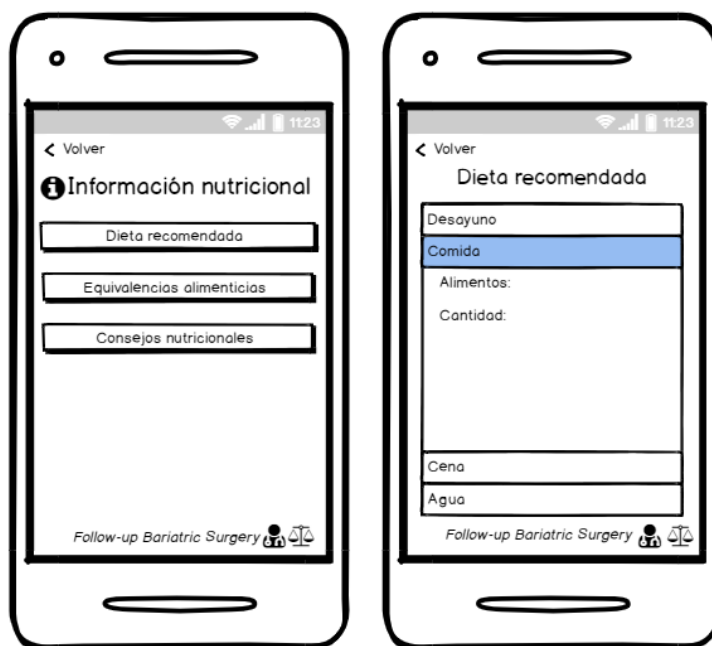 11:23
Volver
Información nutricional
Dieta recomendada
Equivalencias alimenticias
Consejos nutricionales
Follow-up Bariatric Surgery
11:23
Volver
Dieta recomendada
Desayuno
Comida
Alimentos:
Cantidad:
Cena
Agua
Follow-up Bariatric Surgery